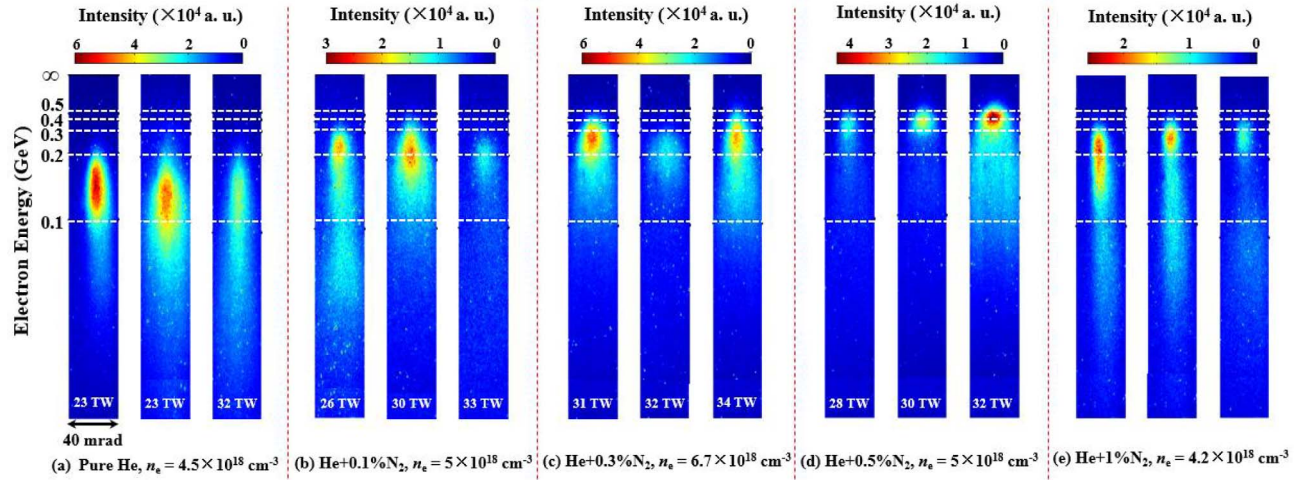 Intensity (×10⁴ a. u.)
6 4 2 0
Intensity (×10⁴ a. u.)
3 2 1 0
Intensity (×10⁴ a. u.)
6 4 2 0
Intensity (×10⁴ a. u.)
4 3 2 1 0
Intensity (×10⁴ a. u.)
2 1 0
Electron Energy (GeV)
∞
0.5
0.4
0.3
0.2
0.1
23 TW 23 TW 32 TW
26 TW 30 TW 33 TW
31 TW 32 TW 34 TW
28 TW 30 TW 32 TW
40 mrad
(a) Pure He, nₑ = 4.5×10¹⁸ cm⁻³
(b) He+0.1%N₂, nₑ = 5×10¹⁸ cm⁻³
(c) He+0.3%N₂, nₑ = 6.7×10¹⁸ cm⁻³
(d) He+0.5%N₂, nₑ = 5×10¹⁸ cm⁻³
(e) He+1%N₂, nₑ = 4.2×10¹⁸ cm⁻³